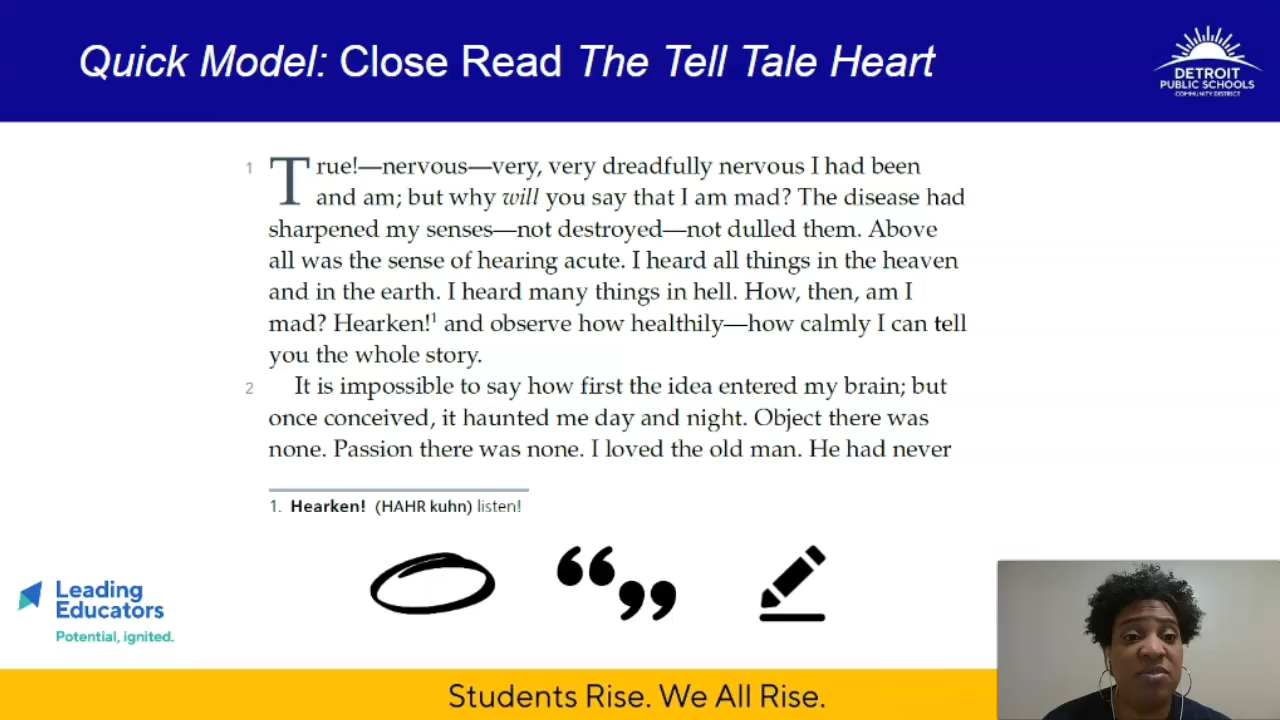 Quick Model: Close Read The Tell Tale Heart
DETROIT
PUBLIC SCHOOLS
COMMUNITY DISTRICT
1 True!—nervous—very, very dreadfully nervous I had been
and am; but why will you say that I am mad? The disease had
sharpened my senses—not destroyed—not dulled them. Above
all was the sense of hearing acute. I heard all things in the heaven
and in the earth. I heard many things in hell. How, then, am I
mad? Hearken!¹ and observe how healthily—how calmly I can tell
you the whole story.
2 It is impossible to say how first the idea entered my brain; but
once conceived, it haunted me day and night. Object there was
none. Passion there was none. I loved the old man. He had never
1. Hearken! (HAHR kuhn) listen!
Leading
Educators
Potential, ignited.
Students Rise. We All Rise.